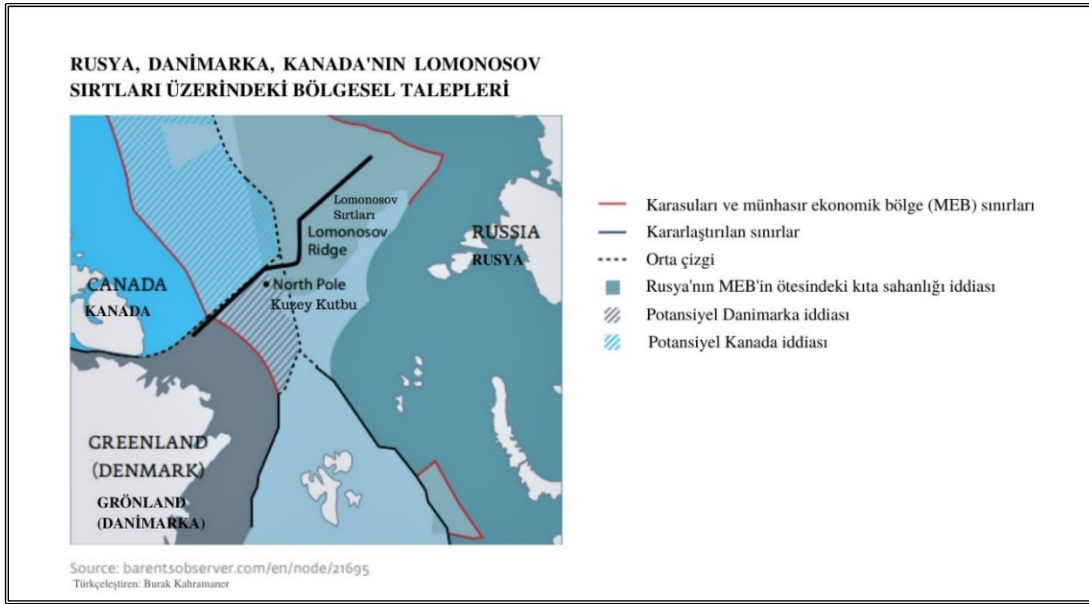 RUSYA, DANİMARKA, KANADA'NIN LOMONOSOV
SIRTLARI ÜZERİNDEKİ BÖLGESEL TALEPLERİ
Lomonosov
Sırtları
Lomonosov
Ridge
RUSSIA
RUSYA
North Pole
Kuzey Kutbu
CANADA
KANADA
GREENLAND
(DENMARK)
GRÖNLAND
(DANİMARKA)
Karasuları ve münhasır ekonomik bölge (MEB) sınırları
Kararlaştırılan sınırlar
Orta çizgi
Rusya'nın MEB'in ötesindeki kıta sahanlığı iddiası
Potansiyel Danimarka iddiası
Potansiyel Kanada iddiası
Source: barentsobserver.com/en/node/21695
Türkçeleştiren: Burak Kahramaner